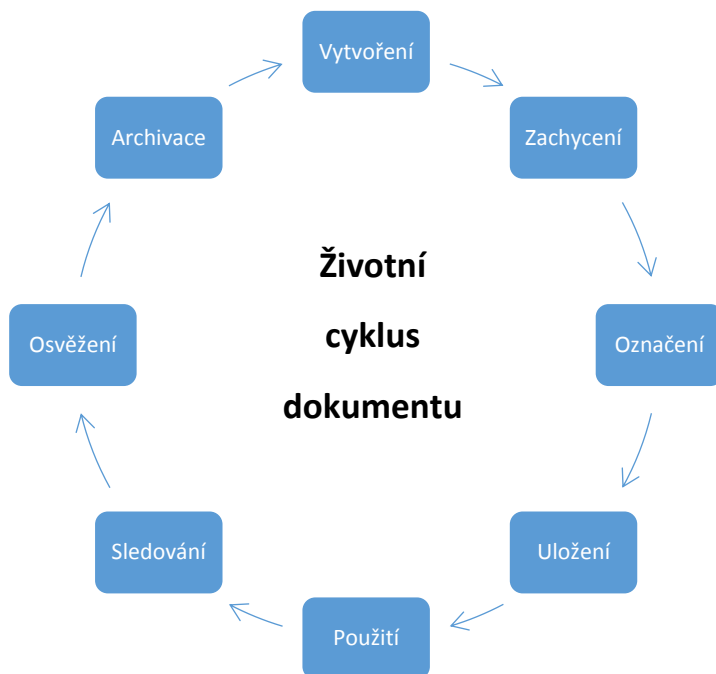 Vytvoření
Zachycení
Označení
Uložení
Použití
Sledování
Osvěžení
Archivace
Životní
cyklus
dokumentu